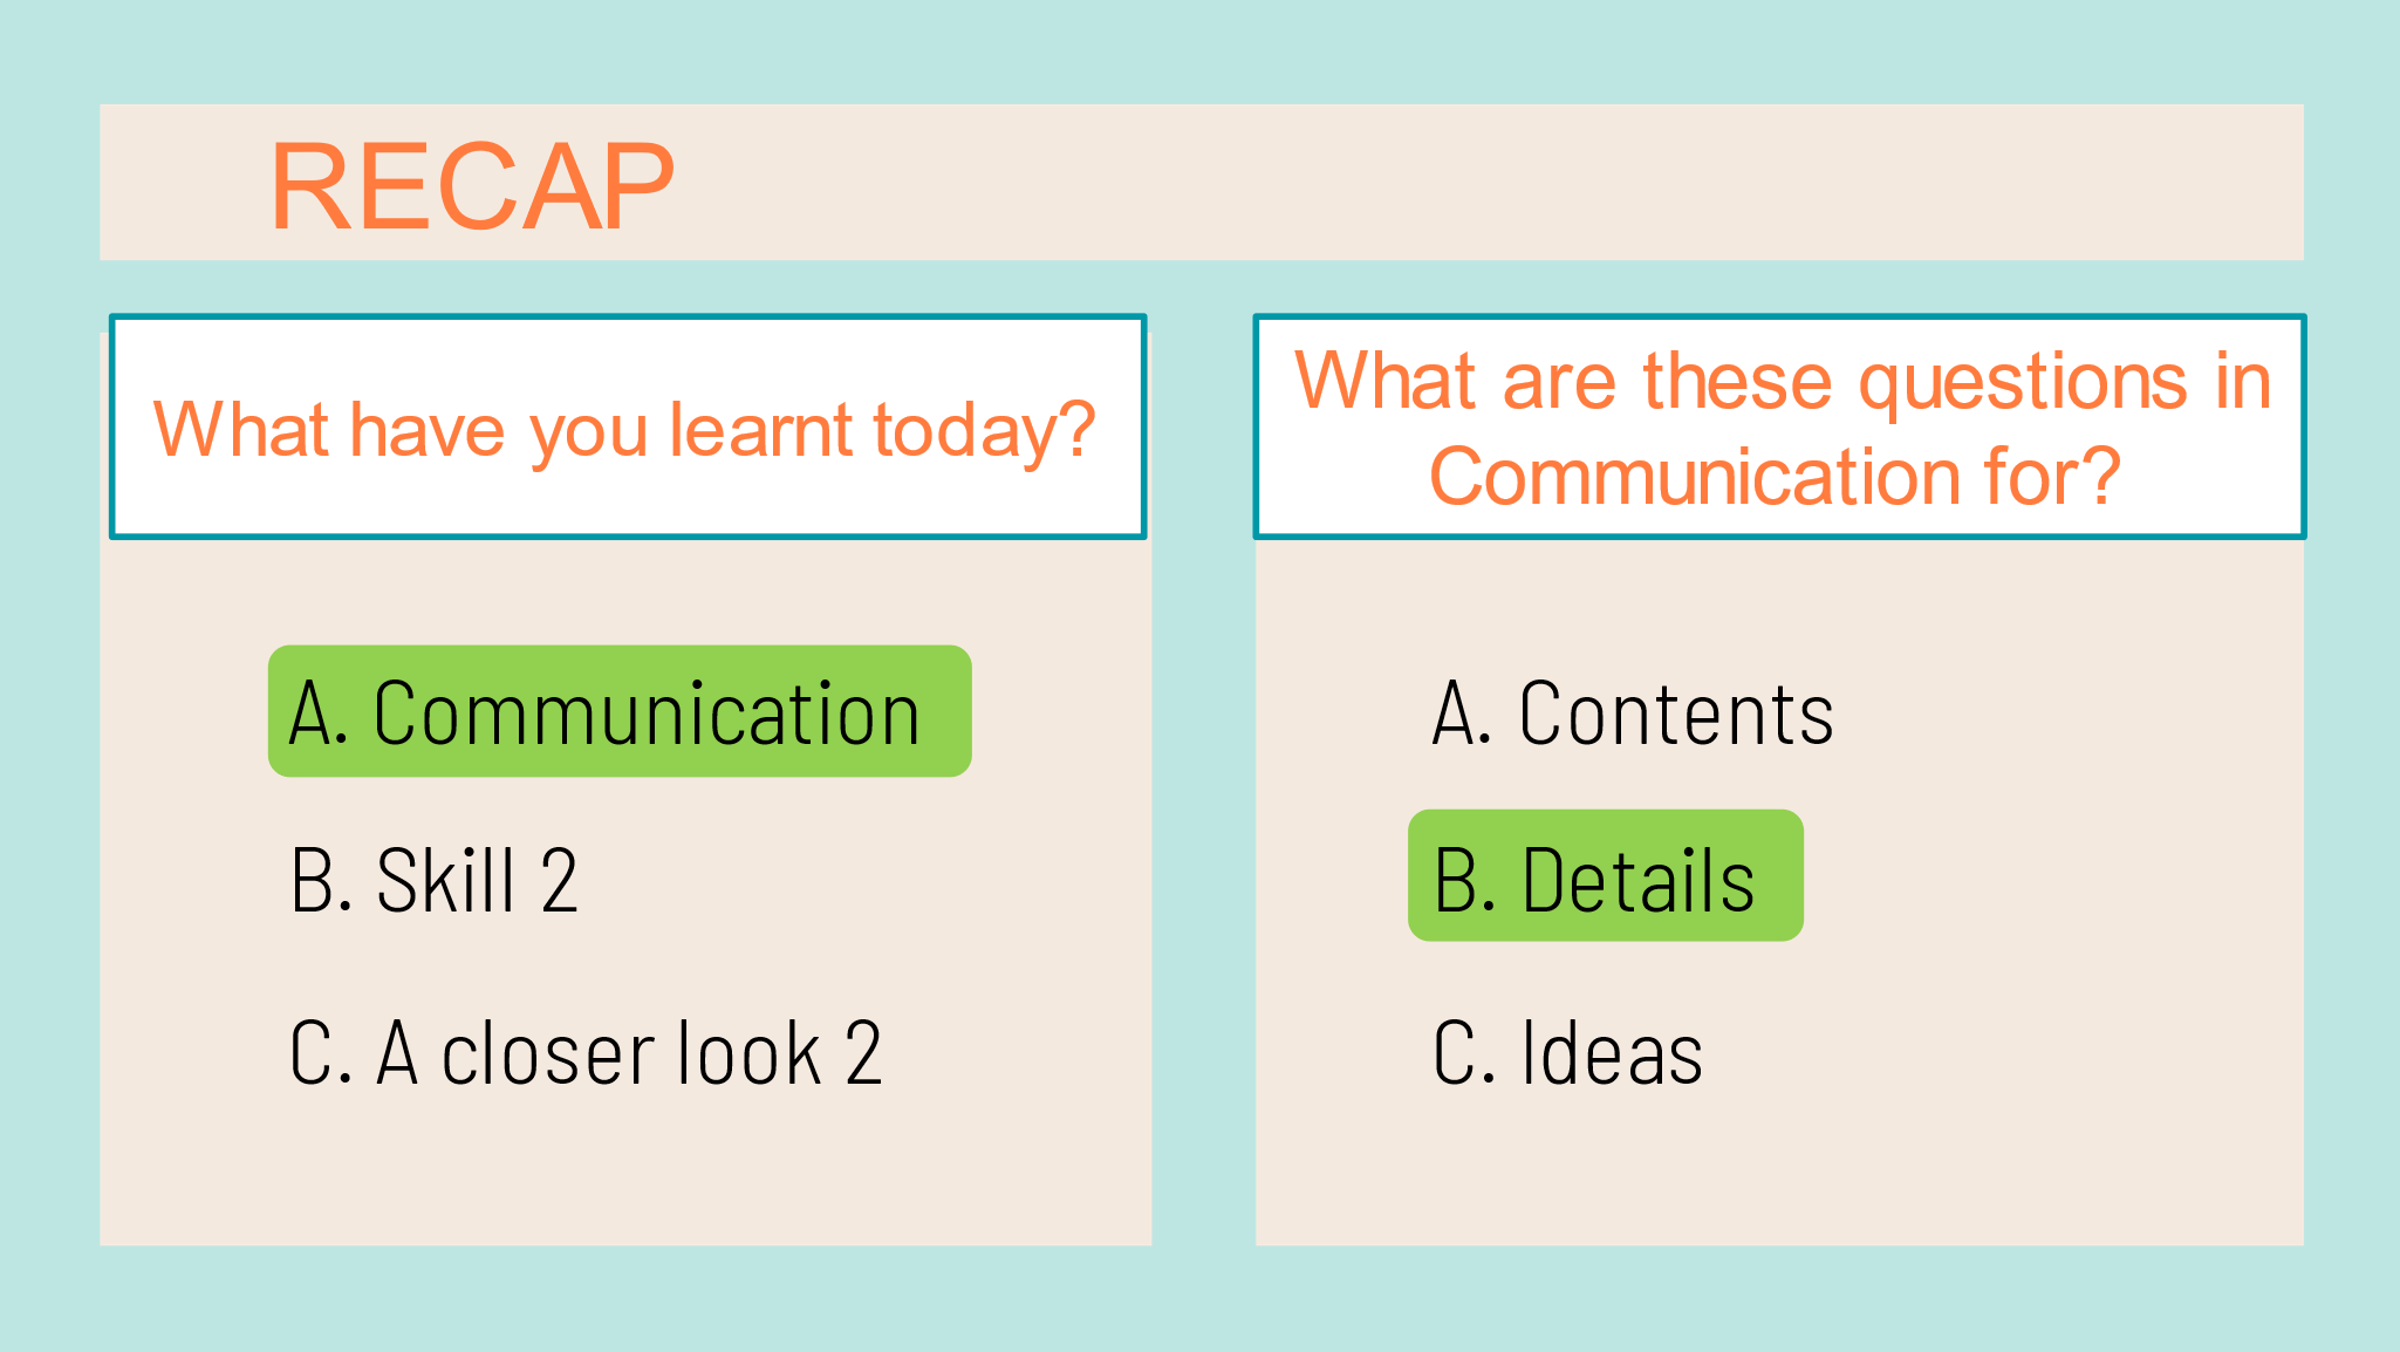 RECAP
What have you learnt today?
A. Communication
B. Skill 2
C. A closer look 2
What are these questions in
Communication for?
A. Contents
B. Details
C. Ideas